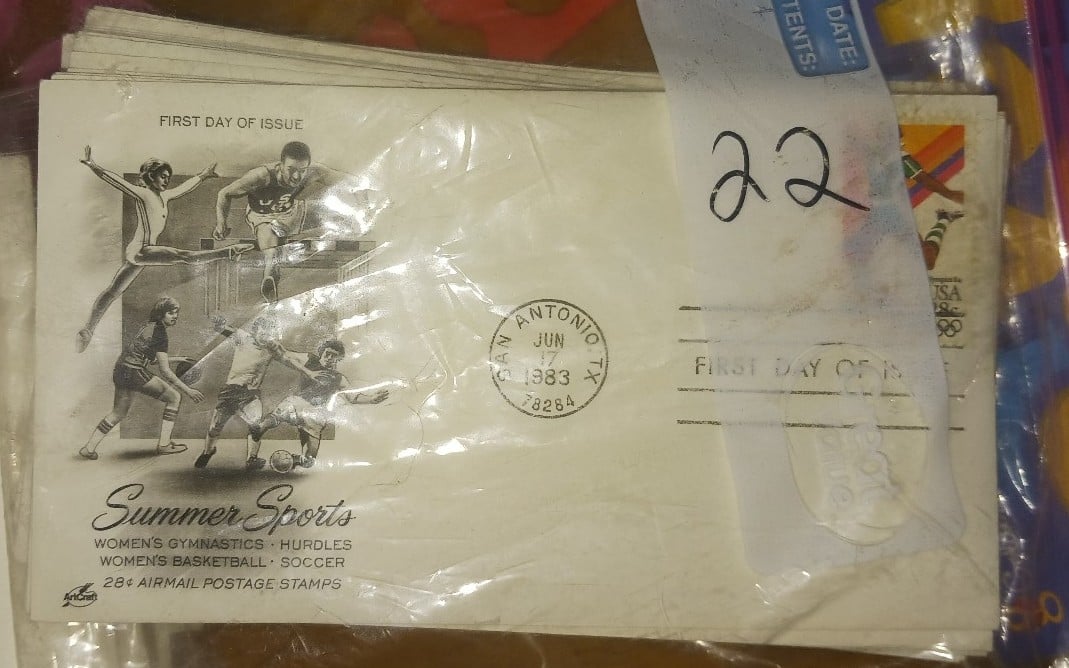 DATE:
TENTS:
22
FIRST DAY OF ISSUE
US
USA
SAN ANTONIO, TX
JUN
17
1983
78284
FIRST DAY OF IS E
Summer Sports
WOMEN'S GYMNASTICS · HURDLES
WOMEN'S BASKETBALL · SOCCER
28¢ AIRMAIL POSTAGE STAMPS
ArtCraft